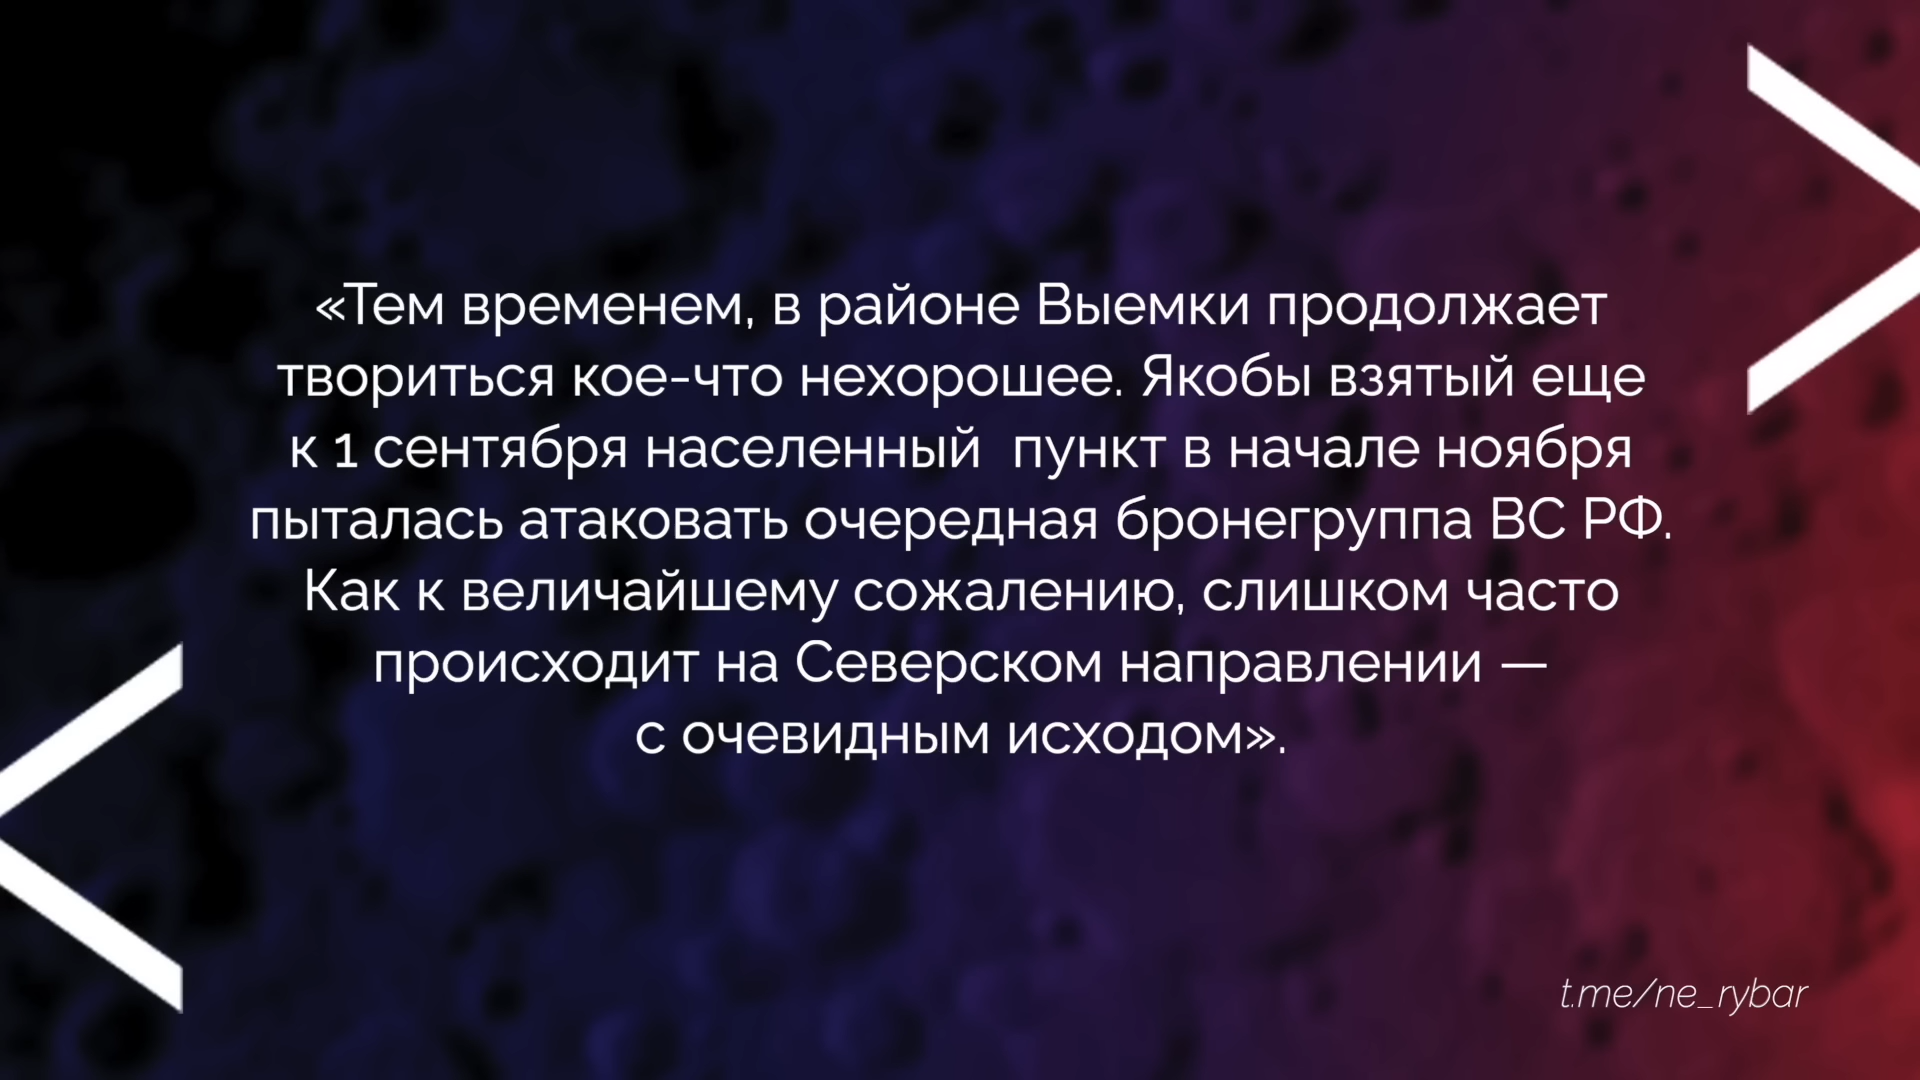 «Тем временем, в районе Выемки продолжает
твориться кое-что нехорошее. Якобы взятый еще
к 1 сентября населенный  пункт в начале ноября
пыталась атаковать очередная бронегруппа ВС РФ.
Как к величайшему сожалению, слишком часто
происходит на Северском направлении —
с очевидным исходом».
t.me/ne_rybar